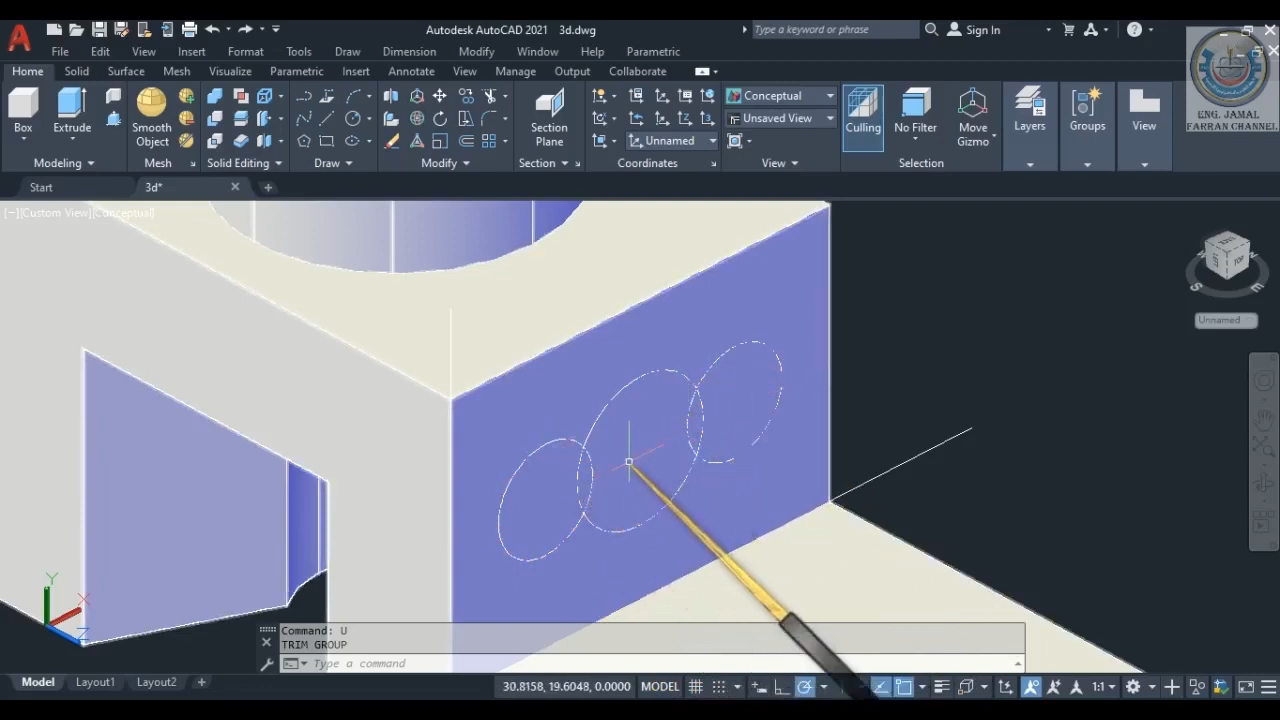 Autodesk AutoCAD 2021 3d.dwg
Type a keyword or phrase
Sign In
File Edit View Insert Format Tools Draw Dimension Modify Window Help Parametric
Home Solid Surface Mesh Visualize Parametric Insert Annotate View Manage Output Collaborate
Box
Extrude
Smooth
Object
Section
Plane
Unnamed
Conceptual
Unsaved View
Culling
No Filter
Move
Gizmo
Layers
Groups
View
ENG. JAMAL
FARRAN CHANNEL
Modeling
Mesh
Solid Editing
Draw
Modify
Section
Coordinates
View
Selection
Start
3d*
[−][Custom View][Conceptual]
TOP
S
E
Unnamed
Y
X
Z
Command: U
TRIM GROUP
Type a command
Model Layout1 Layout2
30.8158, 19.6048, 0.0000 MODEL
1:1